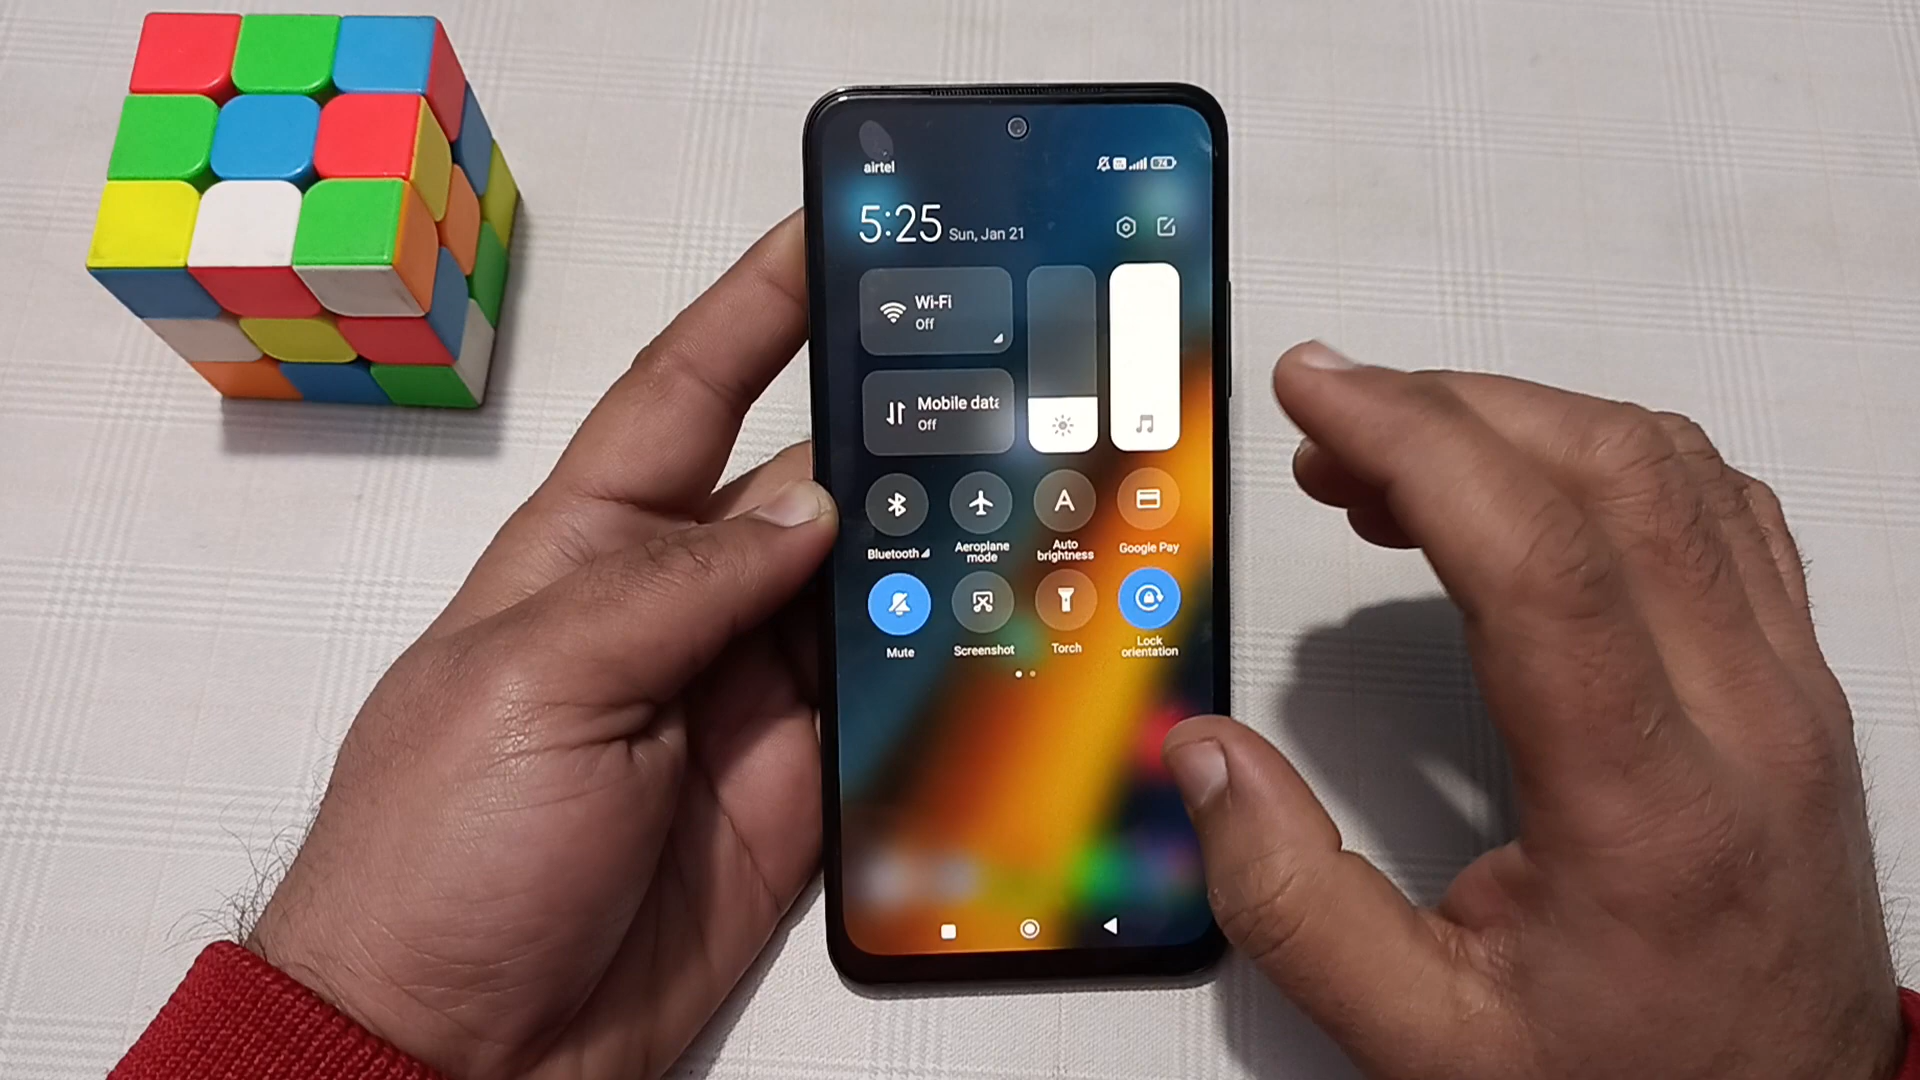 airtel
74
5:25 Sun, Jan 21
Wi-Fi
Off
Mobile data
Off
Bluetooth
Aeroplane
mode
Auto
brightness
Google Pay
Mute
Screenshot
Torch
Lock
orientation